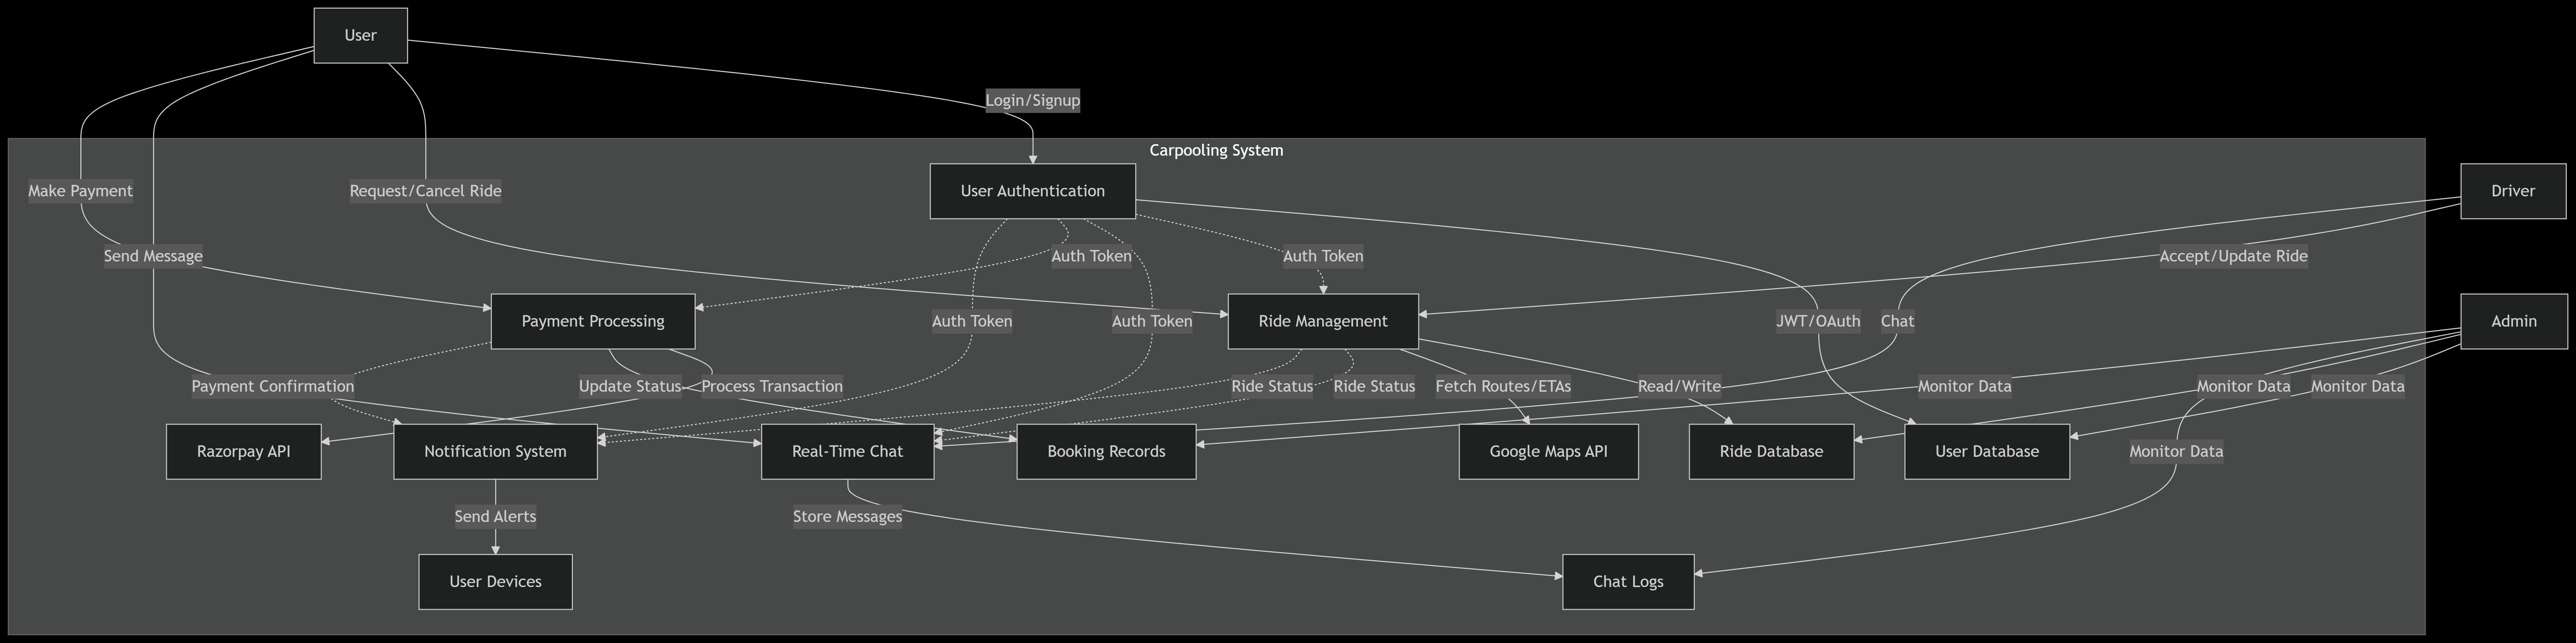 User
Login/Signup
Carpooling System
Make Payment
Request/Cancel Ride
User Authentication
Driver
Send Message
Auth Token
Auth Token
Accept/Update Ride
Payment Processing
Auth Token
Auth Token
Ride Management
JWT/OAuth
Chat
Admin
Payment Confirmation
Update Status
Process Transaction
Ride Status
Ride Status
Fetch Routes/ETAs
Read/Write
Monitor Data
Monitor Data
Monitor Data
Razorpay API
Notification System
Real-Time Chat
Booking Records
Google Maps API
Ride Database
User Database
Monitor Data
Send Alerts
Store Messages
User Devices
Chat Logs